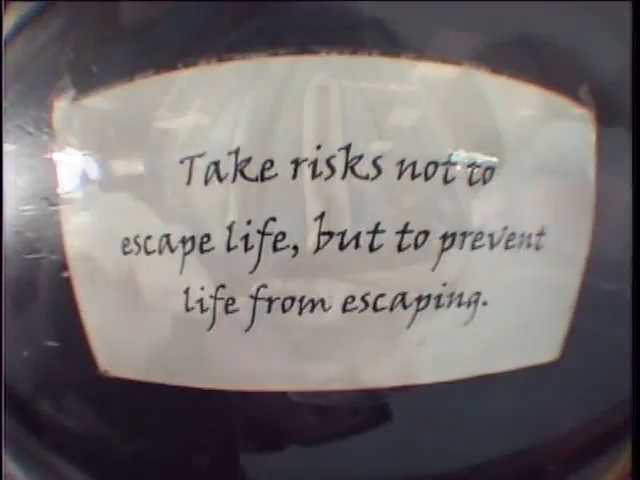 Take risks not to
escape life, but to prevent
life from escaping.